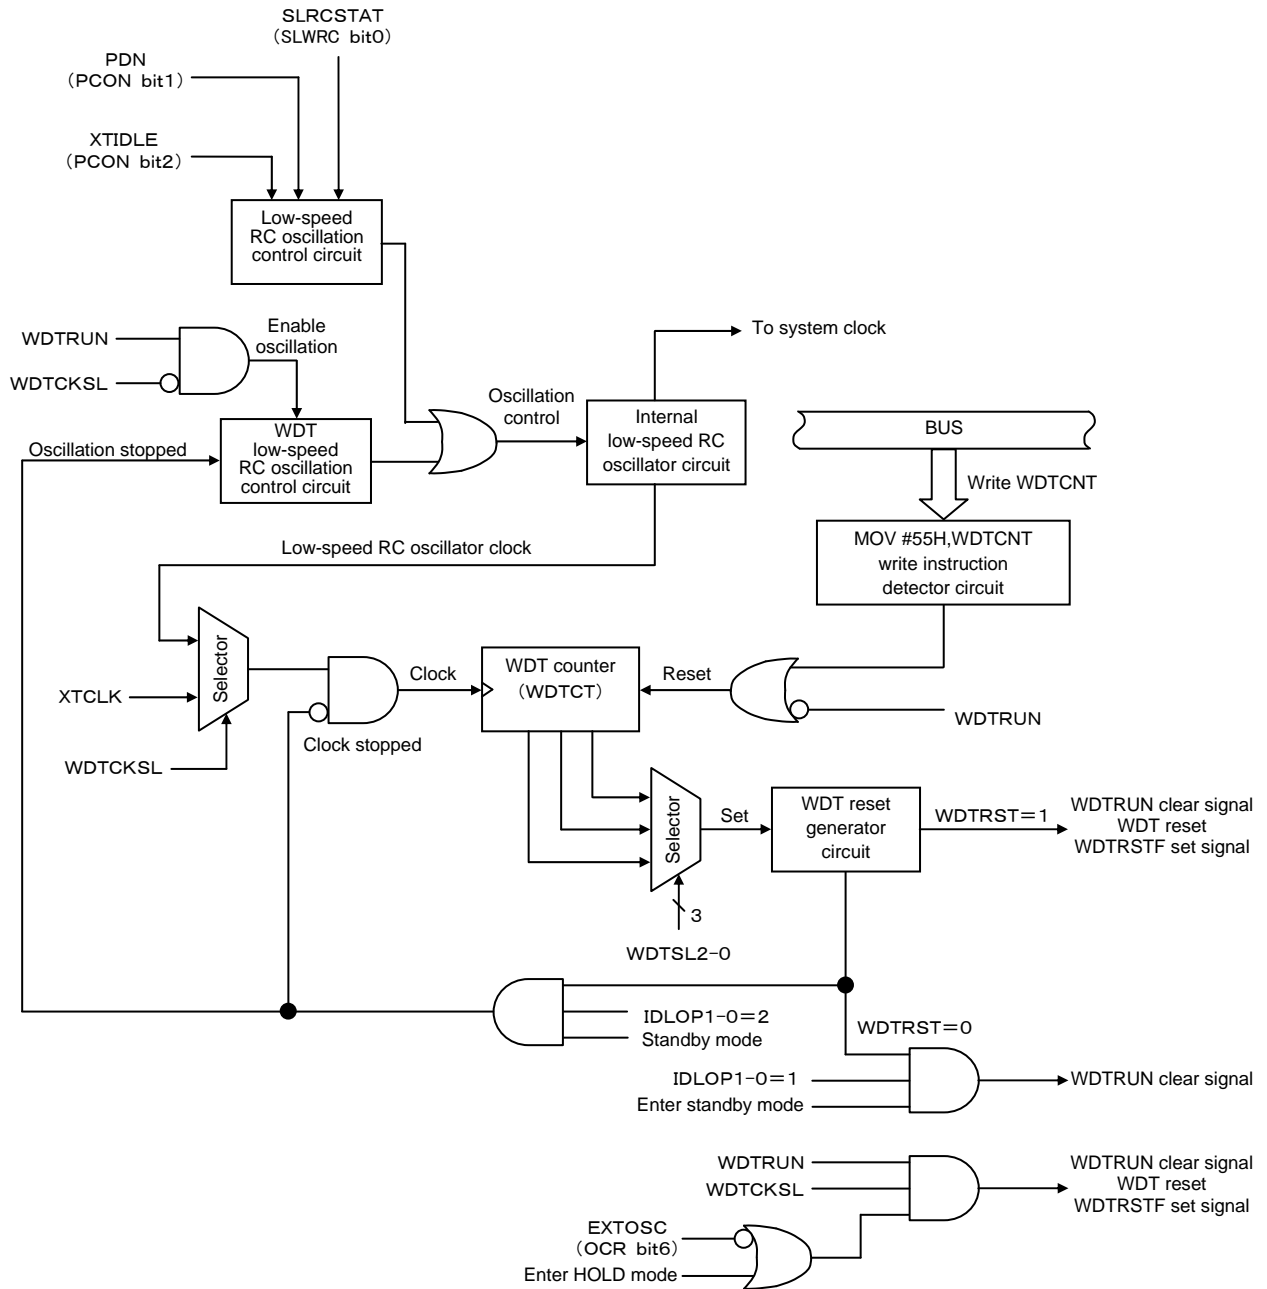 SLRCSTAT
(SLWRC bit0)
PDN
(PCON bit1)
XTIDLE
(PCON bit2)
Low-speed
RC oscillation
control circuit
WDTRUN
WDTCKSL
Enable
oscillation
To system clock
Oscillation stopped
WDT
low-speed
RC oscillation
control circuit
Oscillation
control
Internal
low-speed RC
oscillator circuit
BUS
Write WDTCNT
MOV #55H,WDTCNT
write instruction
detector circuit
Low-speed RC oscillator clock
Selector
XTCLK
WDTCKSL
Clock stopped
Clock
WDT counter
(WDTCT)
Reset
WDTRUN
Selector
3
WDTSL2-0
Set
WDT reset
generator
circuit
WDTRST=1
WDTRUN clear signal
WDT reset
WDTRSTF set signal
IDLOP1-0=2
Standby mode
WDTRST=0
IDLOP1-0=1
Enter standby mode
WDTRUN clear signal
WDTRUN
WDTCKSL
EXTOSC
(OCR bit6)
Enter HOLD mode
WDTRUN clear signal
WDT reset
WDTRSTF set signal